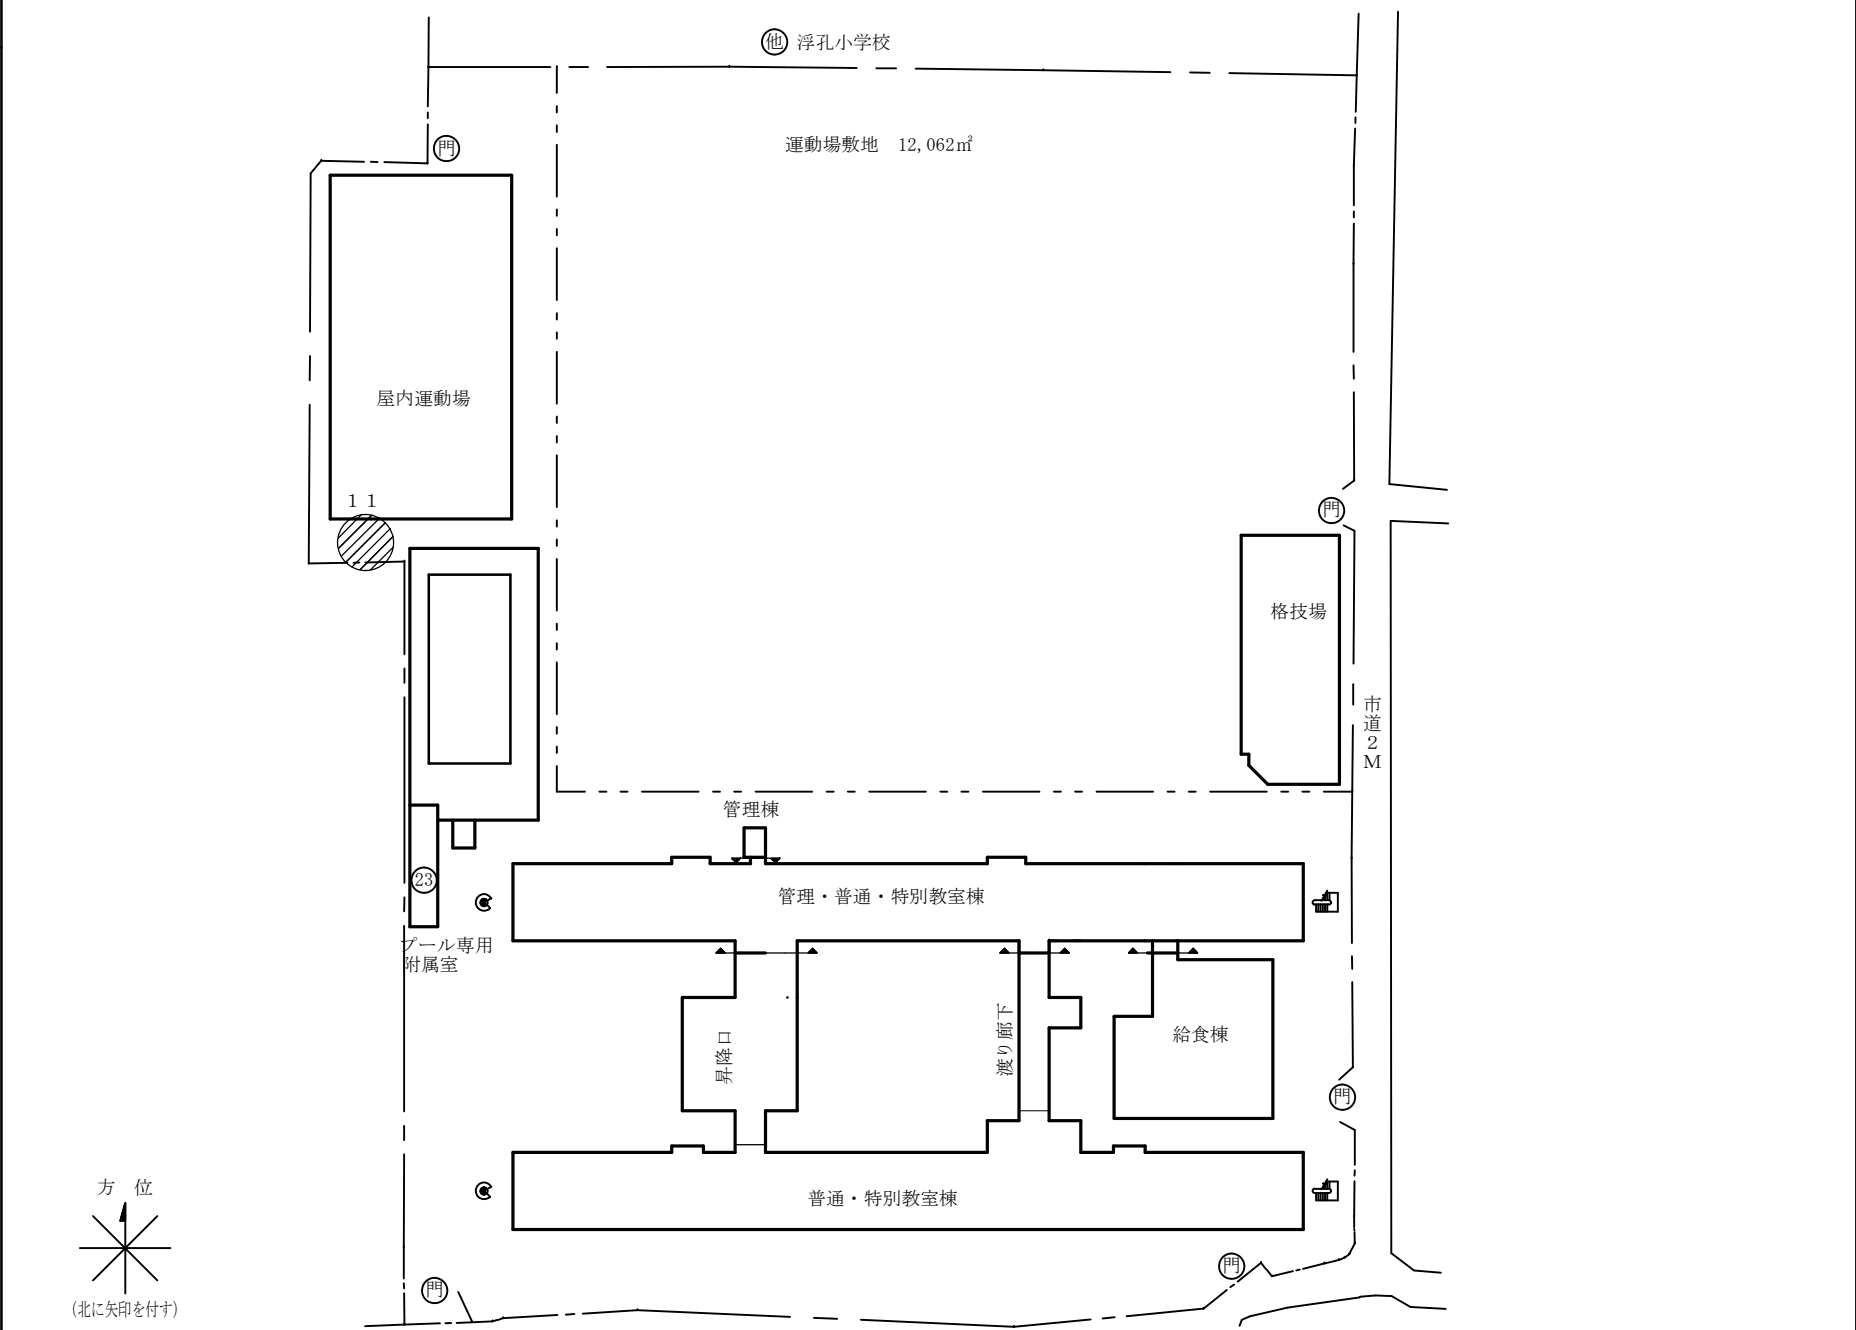 他 浮孔小学校
運動場敷地 12,062㎡
門
屋内運動場
11
門
格技場
市道2M
管理棟
23
管理・普通・特別教室棟
プール専用
附属室
昇降口
渡り廊下
給食棟
門
方 位
普通・特別教室棟
門
門
(北に矢印を付す)